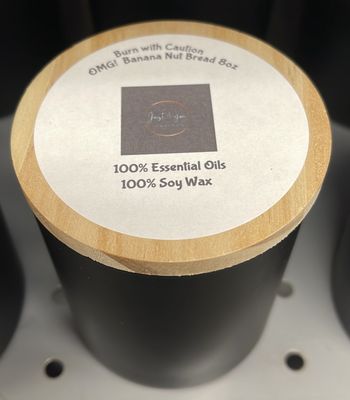 Burn with Caution
OMG! Banana Nut Bread 8oz
100% Essential Oils
100% Soy Wax